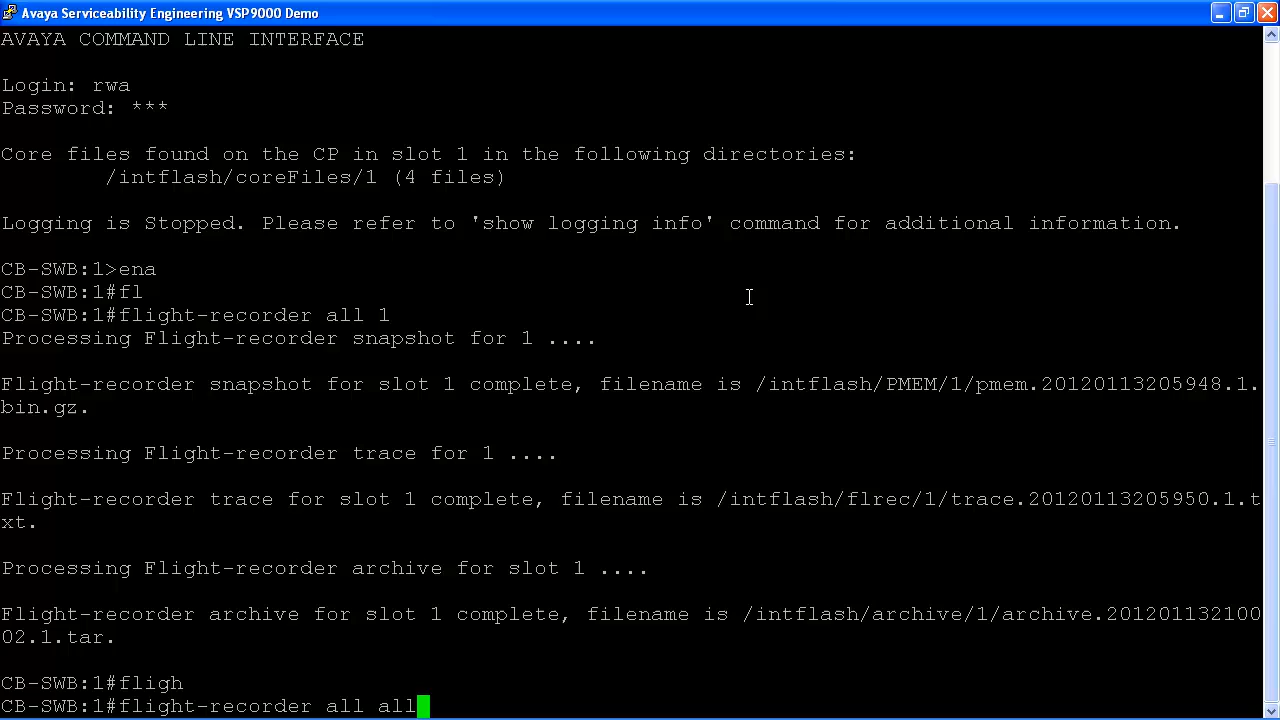 Avaya Serviceability Engineering VSP9000 Demo
AVAYA COMMAND LINE INTERFACE
Login: rwa
Password: ***
Core files found on the CP in slot 1 in the following directories:
/intflash/coreFiles/1 (4 files)
Logging is Stopped. Please refer to 'show logging info' command for additional information.
CB-SWB:1>ena
CB-SWB:1#fl
CB-SWB:1#flight-recorder all 1
Processing Flight-recorder snapshot for 1 ....
Flight-recorder snapshot for slot 1 complete, filename is /intflash/PMEM/1/pmem.20120113205948.1.
bin.gz.
Processing Flight-recorder trace for 1 ....
Flight-recorder trace for slot 1 complete, filename is /intflash/flrec/1/trace.20120113205950.1.t
xt.
Processing Flight-recorder archive for slot 1 ....
Flight-recorder archive for slot 1 complete, filename is /intflash/archive/1/archive.201201132100
02.1.tar.
CB-SWB:1#fligh
CB-SWB:1#flight-recorder all all